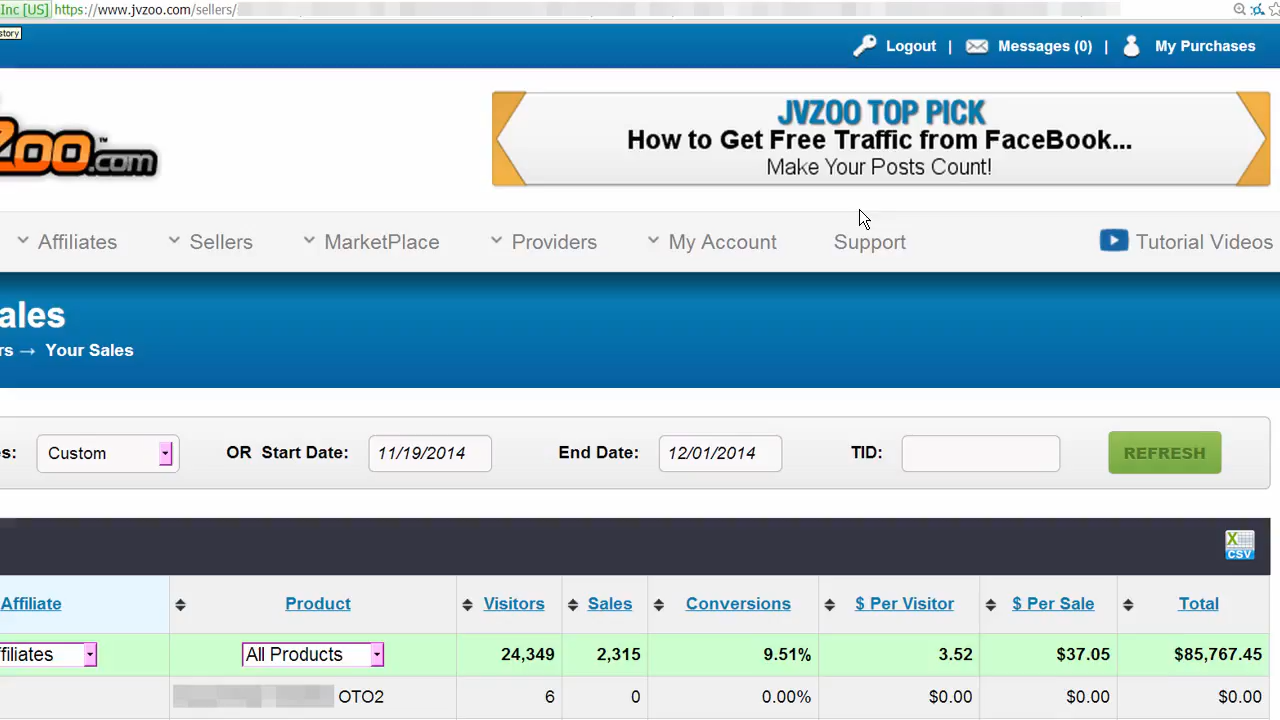 Inc [US] https://www.jvzoo.com/sellers/
story
Logout | Messages (0) | My Purchases
Zoo.com™
JVZOO TOP PICK
How to Get Free Traffic from FaceBook...
Make Your Posts Count!
Affiliates Sellers MarketPlace Providers My Account Support Tutorial Videos
ales
rs → Your Sales
s: Custom OR Start Date: 11/19/2014 End Date: 12/01/2014 TID: REFRESH
X CSV
Affiliate Product Visitors Sales Conversions $ Per Visitor $ Per Sale Total
ffiliates All Products 24,349 2,315 9.51% 3.52 $37.05 $85,767.45
OTO2 6 0 0.00% $0.00 $0.00 $0.00